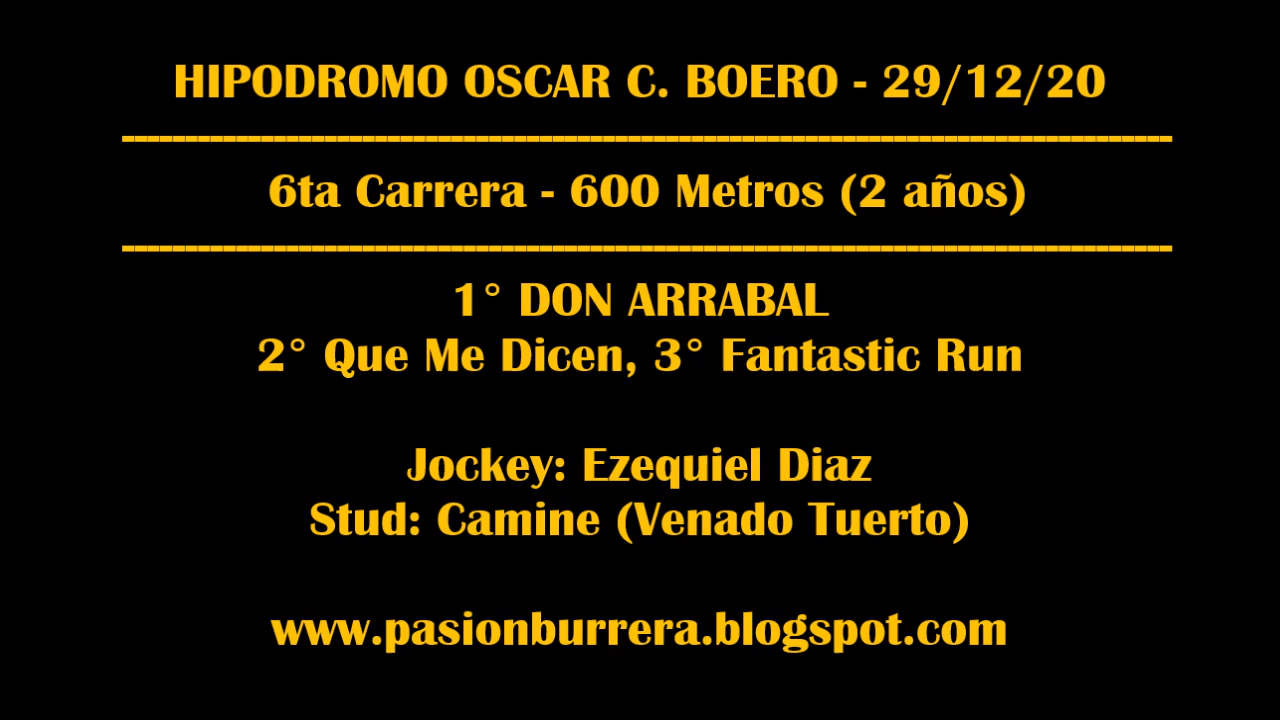 HIPODROMO OSCAR C. BOERO - 29/12/20
6ta Carrera - 600 Metros (2 años)
1° DON ARRABAL
2° Que Me Dicen, 3° Fantastic Run
Jockey: Ezequiel Diaz
Stud: Camine (Venado Tuerto)
www.pasionburrera.blogspot.com